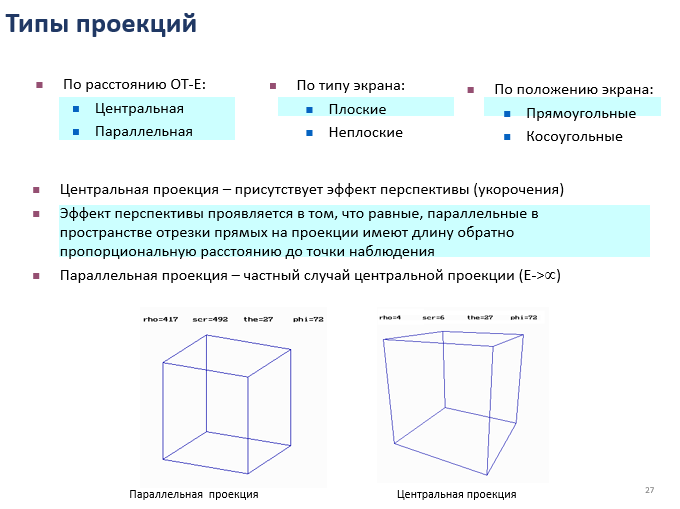 Типы проекций
По расстоянию ОТ-Е:
Центральная
Параллельная
По типу экрана:
Плоские
Неплоские
По положению экрана:
Прямоугольные
Косоугольные
Центральная проекция – присутствует эффект перспективы (укорочения)
Эффект перспективы проявляется в том, что равные, параллельные в
пространстве отрезки прямых на проекции имеют длину обратно
пропорциональную расстоянию до точки наблюдения
Параллельная проекция – частный случай центральной проекции (E->∞)
rho=417 scr=492 the=27 phi=72
rho=4 scr=6 the=27 phi=72
Параллельная проекция
Центральная проекция
27